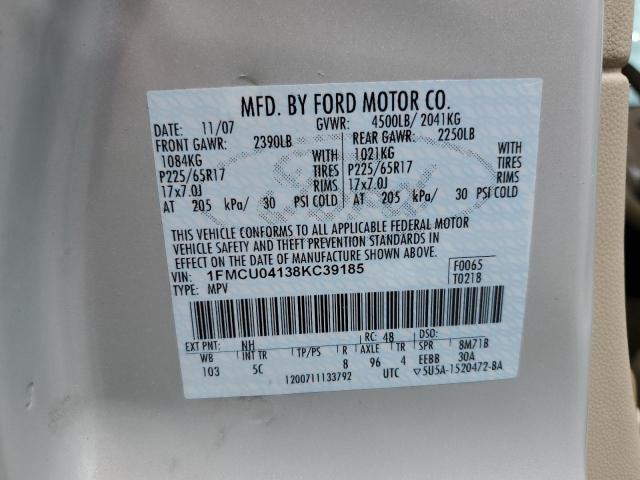 MFD. BY FORD MOTOR CO.
DATE: 11/07 GVWR: 4500LB/ 2041KG
FRONT GAWR: 2390LB REAR GAWR: 2250LB
1084KG WITH 1021KG WITH
P225/65R17 TIRES P225/65R17 TIRES
17x7.0J RIMS 17x7.0J RIMS
AT 205 kPa/ 30 PSI COLD AT 205 kPa/ 30 PSI COLD
THIS VEHICLE CONFORMS TO ALL APPLICABLE FEDERAL MOTOR
VEHICLE SAFETY AND THEFT PREVENTION STANDARDS IN
EFFECT ON THE DATE OF MANUFACTURE SHOWN ABOVE.
VIN: 1FMCU04138KC39185 F0065
TYPE: MPV T0218
EXT PNT: NH RC: 48 DSO:
WB INT TR TP/PS R AXLE TR SPR 8M71B
103 5C 8 96 4 EEBB 30A
1200711133792 UTC ▽5U5A-1520472-BA